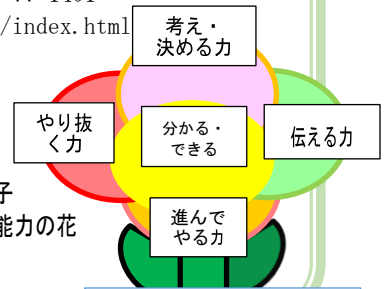 /index.html
考え・
決める力
やり抜
く力
分かる・
できる
伝える力
子
能力の花
進んで
やる力